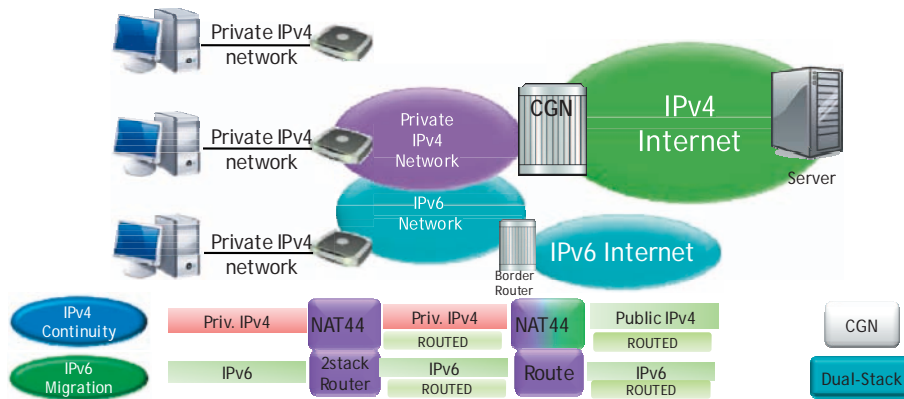 Private IPv4
network
Private IPv4
network
Private
IPv4
Network
CGN
IPv4
Internet
Server
IPv6
Network
Private IPv4
network
Border
Router
IPv6 Internet
IPv4
Continuity
Priv. IPv4
NAT44
Priv. IPv4
ROUTED
NAT44
Public IPv4
ROUTED
CGN
IPv6
Migration
IPv6
2stack
Router
IPv6
ROUTED
Route
IPv6
ROUTED
Dual-Stack